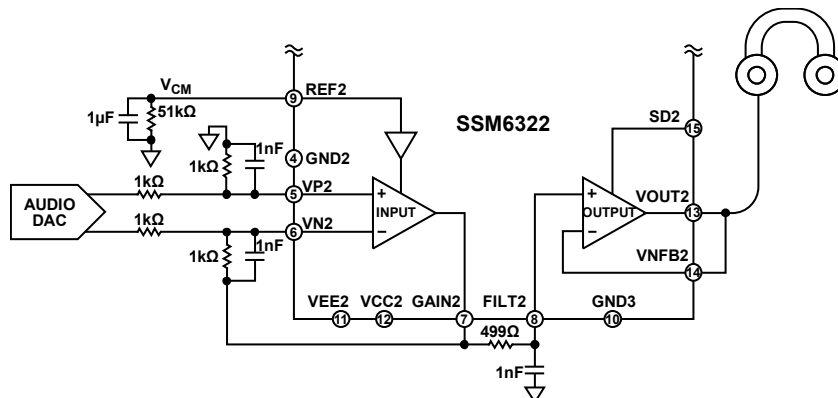 VCM
REF2
9
1µF
51kΩ
SSM6322
SD2
15
1nF
1kΩ
4
GND2
1kΩ
AUDIO
DAC
5
VP2
+
INPUT
−
+
OUTPUT
−
VOUT2
13
1kΩ
6
VN2
1kΩ
1nF
VNFB2
14
VEE2
VCC2
GAIN2
FILT2
GND3
11
12
7
8
10
499Ω
1nF